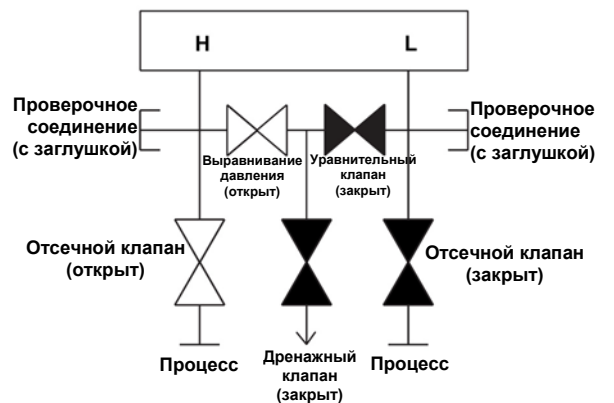 H
L
Проверочное
соединение
(с заглушкой)
Выравнивание
давления
(открыт)
Уравнительный
клапан
(закрыт)
Проверочное
соединение
(с заглушкой)
Отсечной клапан
(открыт)
Отсечной клапан
(закрыт)
Процесс
Дренажный
клапан
(закрыт)
Процесс